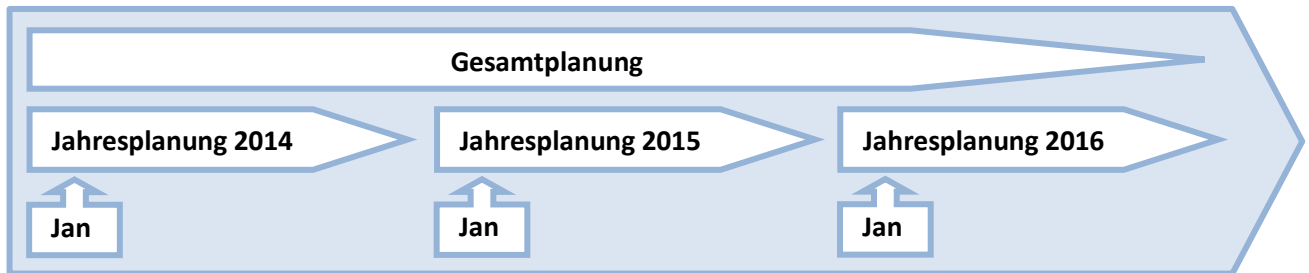 Gesamtplanung
Jahresplanung 2014
Jahresplanung 2015
Jahresplanung 2016
Jan
Jan
Jan